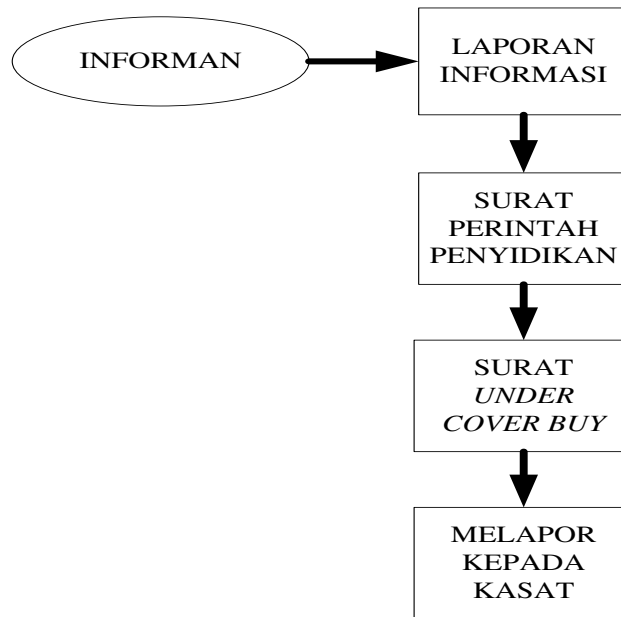 INFORMAN
LAPORAN
INFORMASI
SURAT
PERINTAH
PENYIDIKAN
SURAT
UNDER
COVER BUY
MELAPOR
KEPADA
KASAT